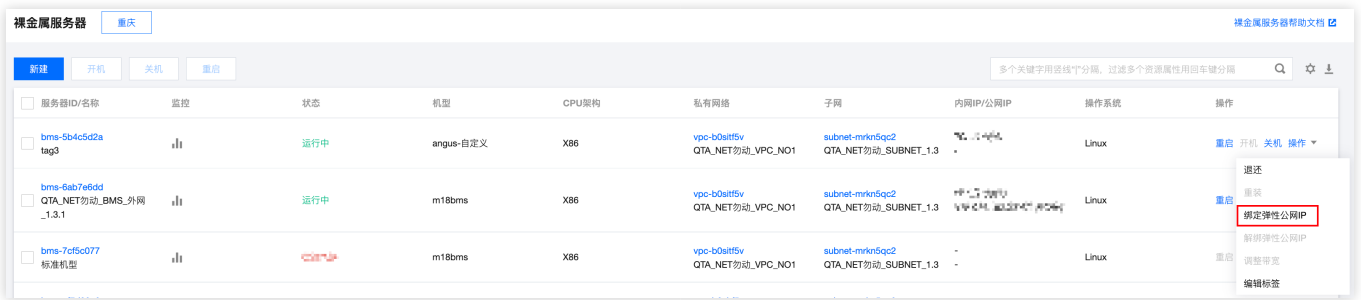 裸金属服务器 重庆 裸金属服务器帮助文档
新建 开机 关机 重启 多个关键字用竖线"|"分隔，过滤多个资源属性用回车键分隔
服务器ID/名称 监控 状态 机型 CPU架构 私有网络 子网 内网IP/公网IP 操作系统 操作
bms-5b4c5d2a
tag3
运行中 angus-自定义 X86
vpc-b0sitf5v
QTA_NET勿动_VPC_NO1
subnet-mrkn5qc2
QTA_NET勿动_SUBNET_1.3
-
Linux 重启 开机 关机 操作
bms-6ab7e6dd
QTA_NET勿动_BMS_外网
_1.3.1
运行中 m18bms X86
vpc-b0sitf5v
QTA_NET勿动_VPC_NO1
subnet-mrkn5qc2
QTA_NET勿动_SUBNET_1.3
Linux 重启
bms-7cf5c077
标准机型
m18bms X86
vpc-b0sitf5v
QTA_NET勿动_VPC_NO1
subnet-mrkn5qc2
QTA_NET勿动_SUBNET_1.3
-
-
Linux 重启
退还
重装
绑定弹性公网IP
解绑弹性公网IP
调整带宽
编辑标签